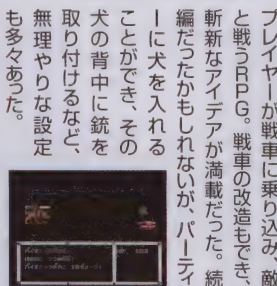 プレイヤーが戦車に乗り込み、敵
と戦うRPG。戦車の改造もでき、
斬新なアイデアが満載だった。続
編だったかもしれないが、パーティ
ーに犬を入れる
ことができ、その
犬の背中に銃を
取り付けるなど、
無理やりな設定
も多々あった。